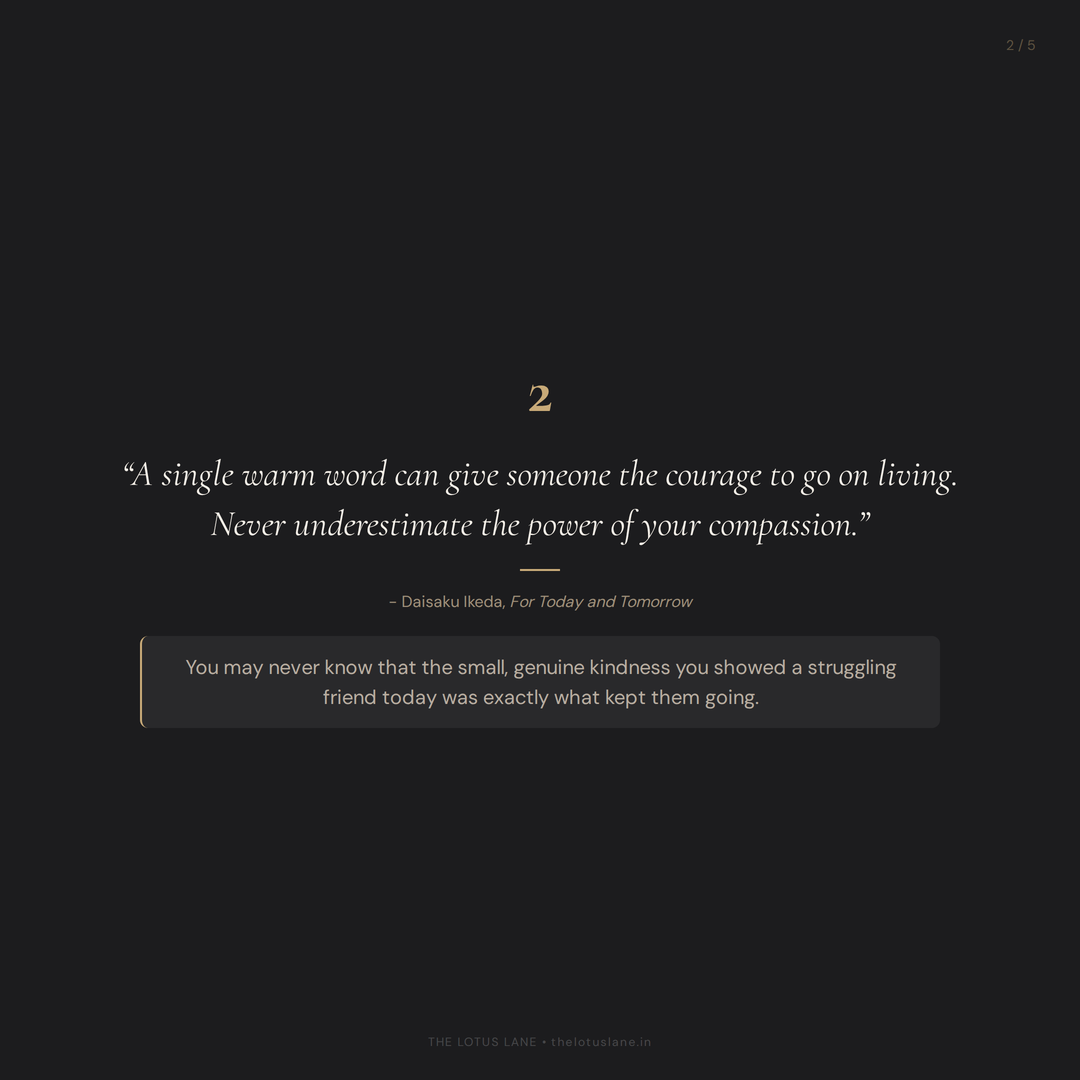 2 / 5
2
“A single warm word can give someone the courage to go on living.
Never underestimate the power of your compassion.”
– Daisaku Ikeda, For Today and Tomorrow
You may never know that the small, genuine kindness you showed a struggling
friend today was exactly what kept them going.
THE LOTUS LANE • thelotuslane.in